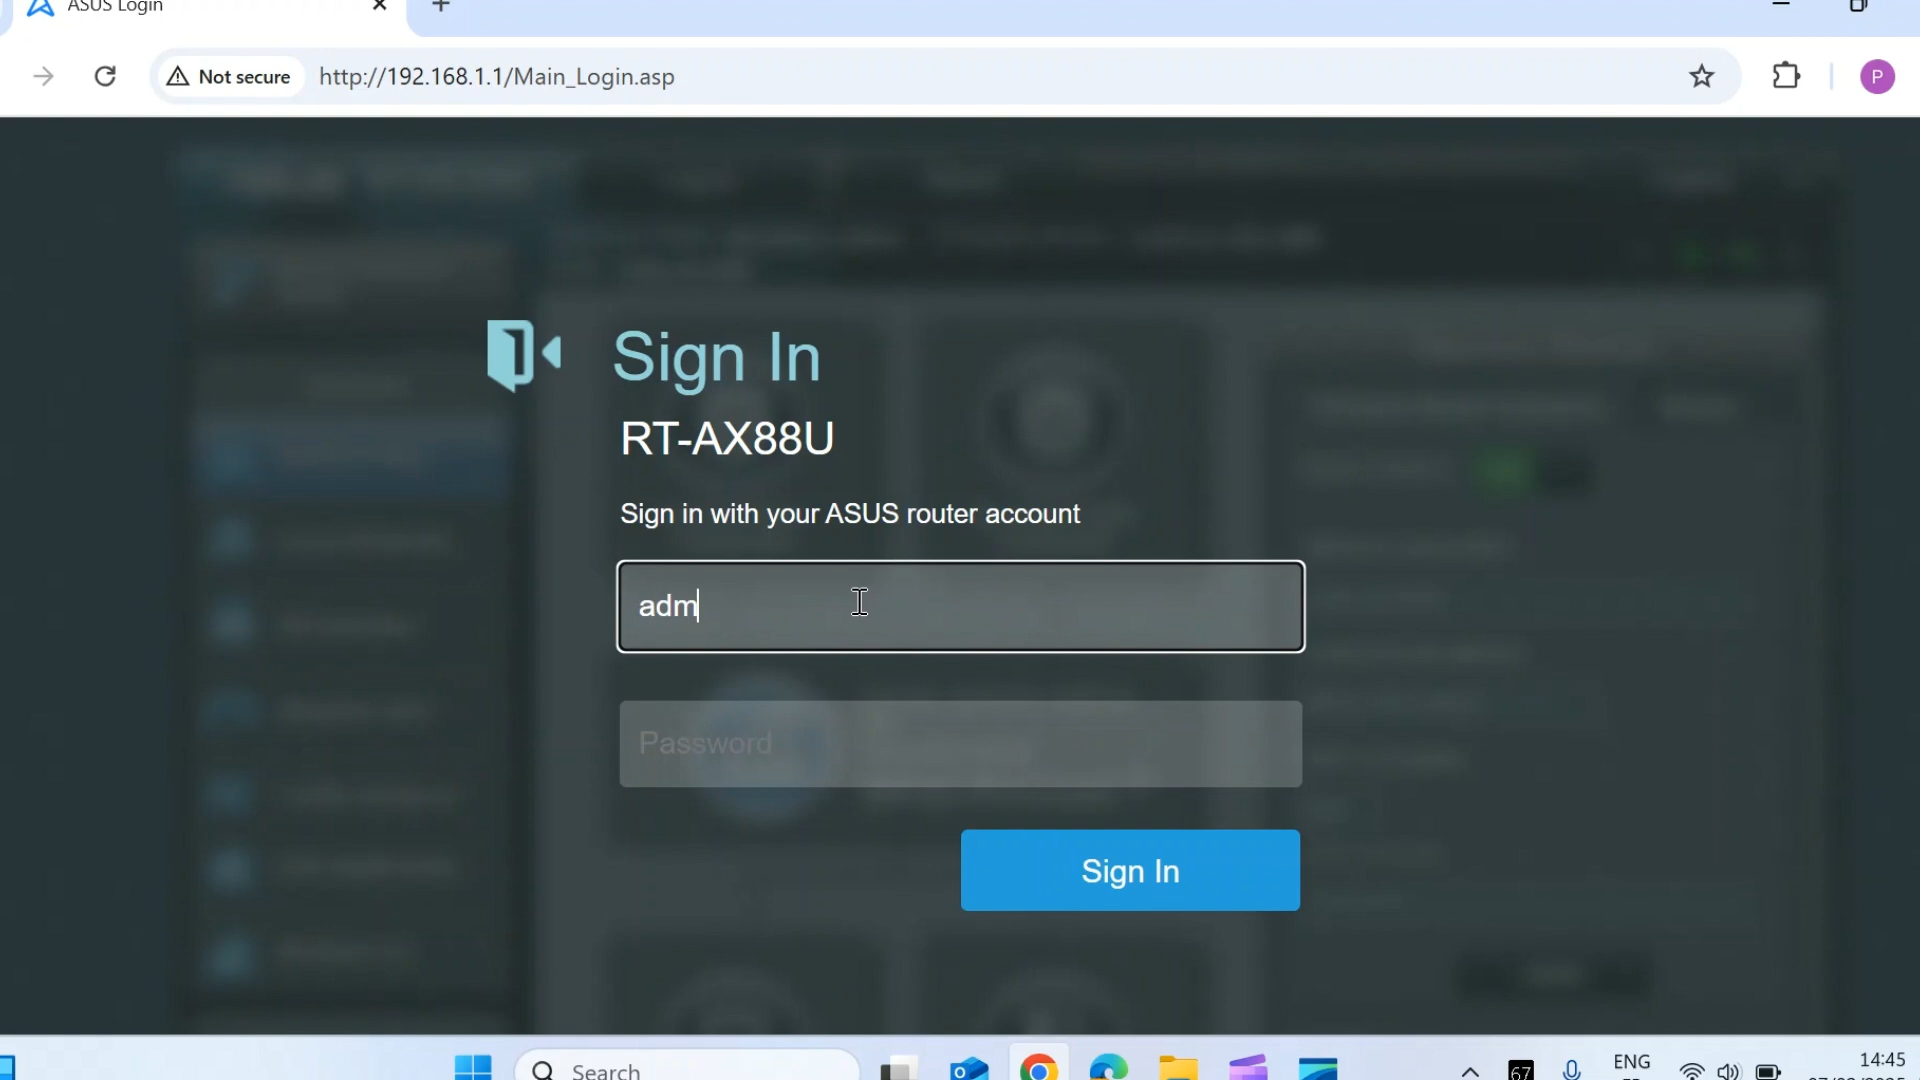 ASUS Login
Not secure
http://192.168.1.1/Main_Login.asp
P
Sign In
RT-AX88U
Sign in with your ASUS router account
adm
Password
Sign In
Search
67
ENG
14:45